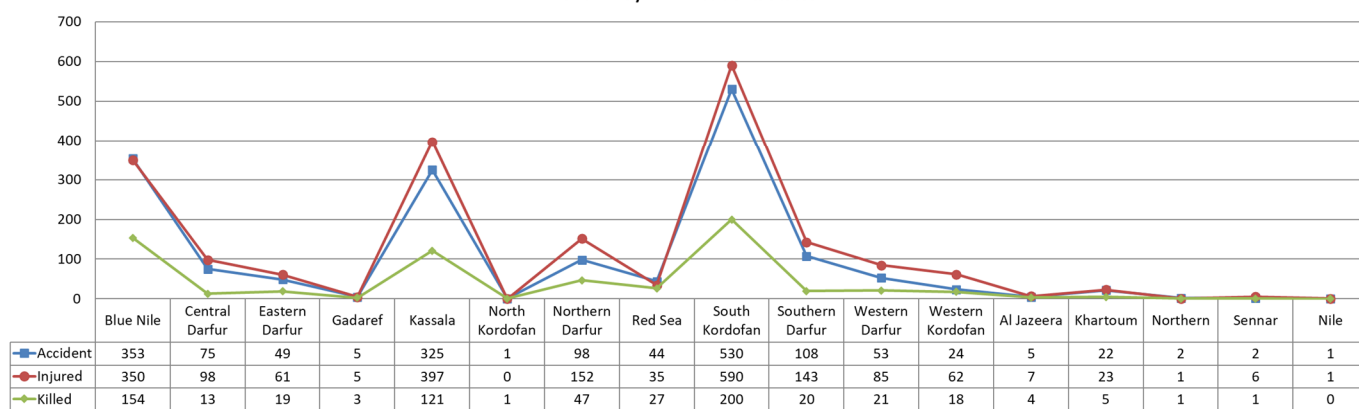 700
600
500
400
300
200
100
0
Blue Nile Central Darfur Eastern Darfur Gadaref Kassala North Kordofan Northern Darfur Red Sea South Kordofan Southern Darfur Western Darfur Western Kordofan Al Jazeera Khartoum Northern Sennar Nile
Accident 353 75 49 5 325 1 98 44 530 108 53 24 5 22 2 2 1
Injured 350 98 61 5 397 0 152 35 590 143 85 62 7 23 1 6 1
Killed 154 13 19 3 121 1 47 27 200 20 21 18 4 5 1 1 0